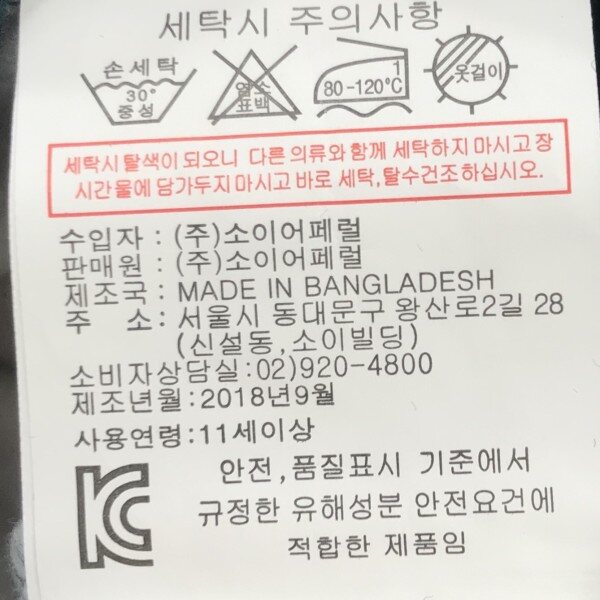 세탁시 주의사항
손세탁
30°
중성
염소
표백
1
80-120°C
옷걸이
세탁시 탈색이 되오니 다른 의류와 함께 세탁하지 마시고 장
시간 물에 담가두지 마시고 바로 세탁,탈수건조하십시오.
수입자 : (주)소이어페럴
판매원 : (주)소이어페럴
제조국 : MADE IN BANGLADESH
주 소 : 서울시 동대문구 왕산로2길 28
(신설동,소이빌딩)
소비자상담실:02)920-4800
제조년월:2018년9월
사용연령:11세이상
안전,품질표시 기준에서
규정한 유해성분 안전요건에
적합한 제품임
KC